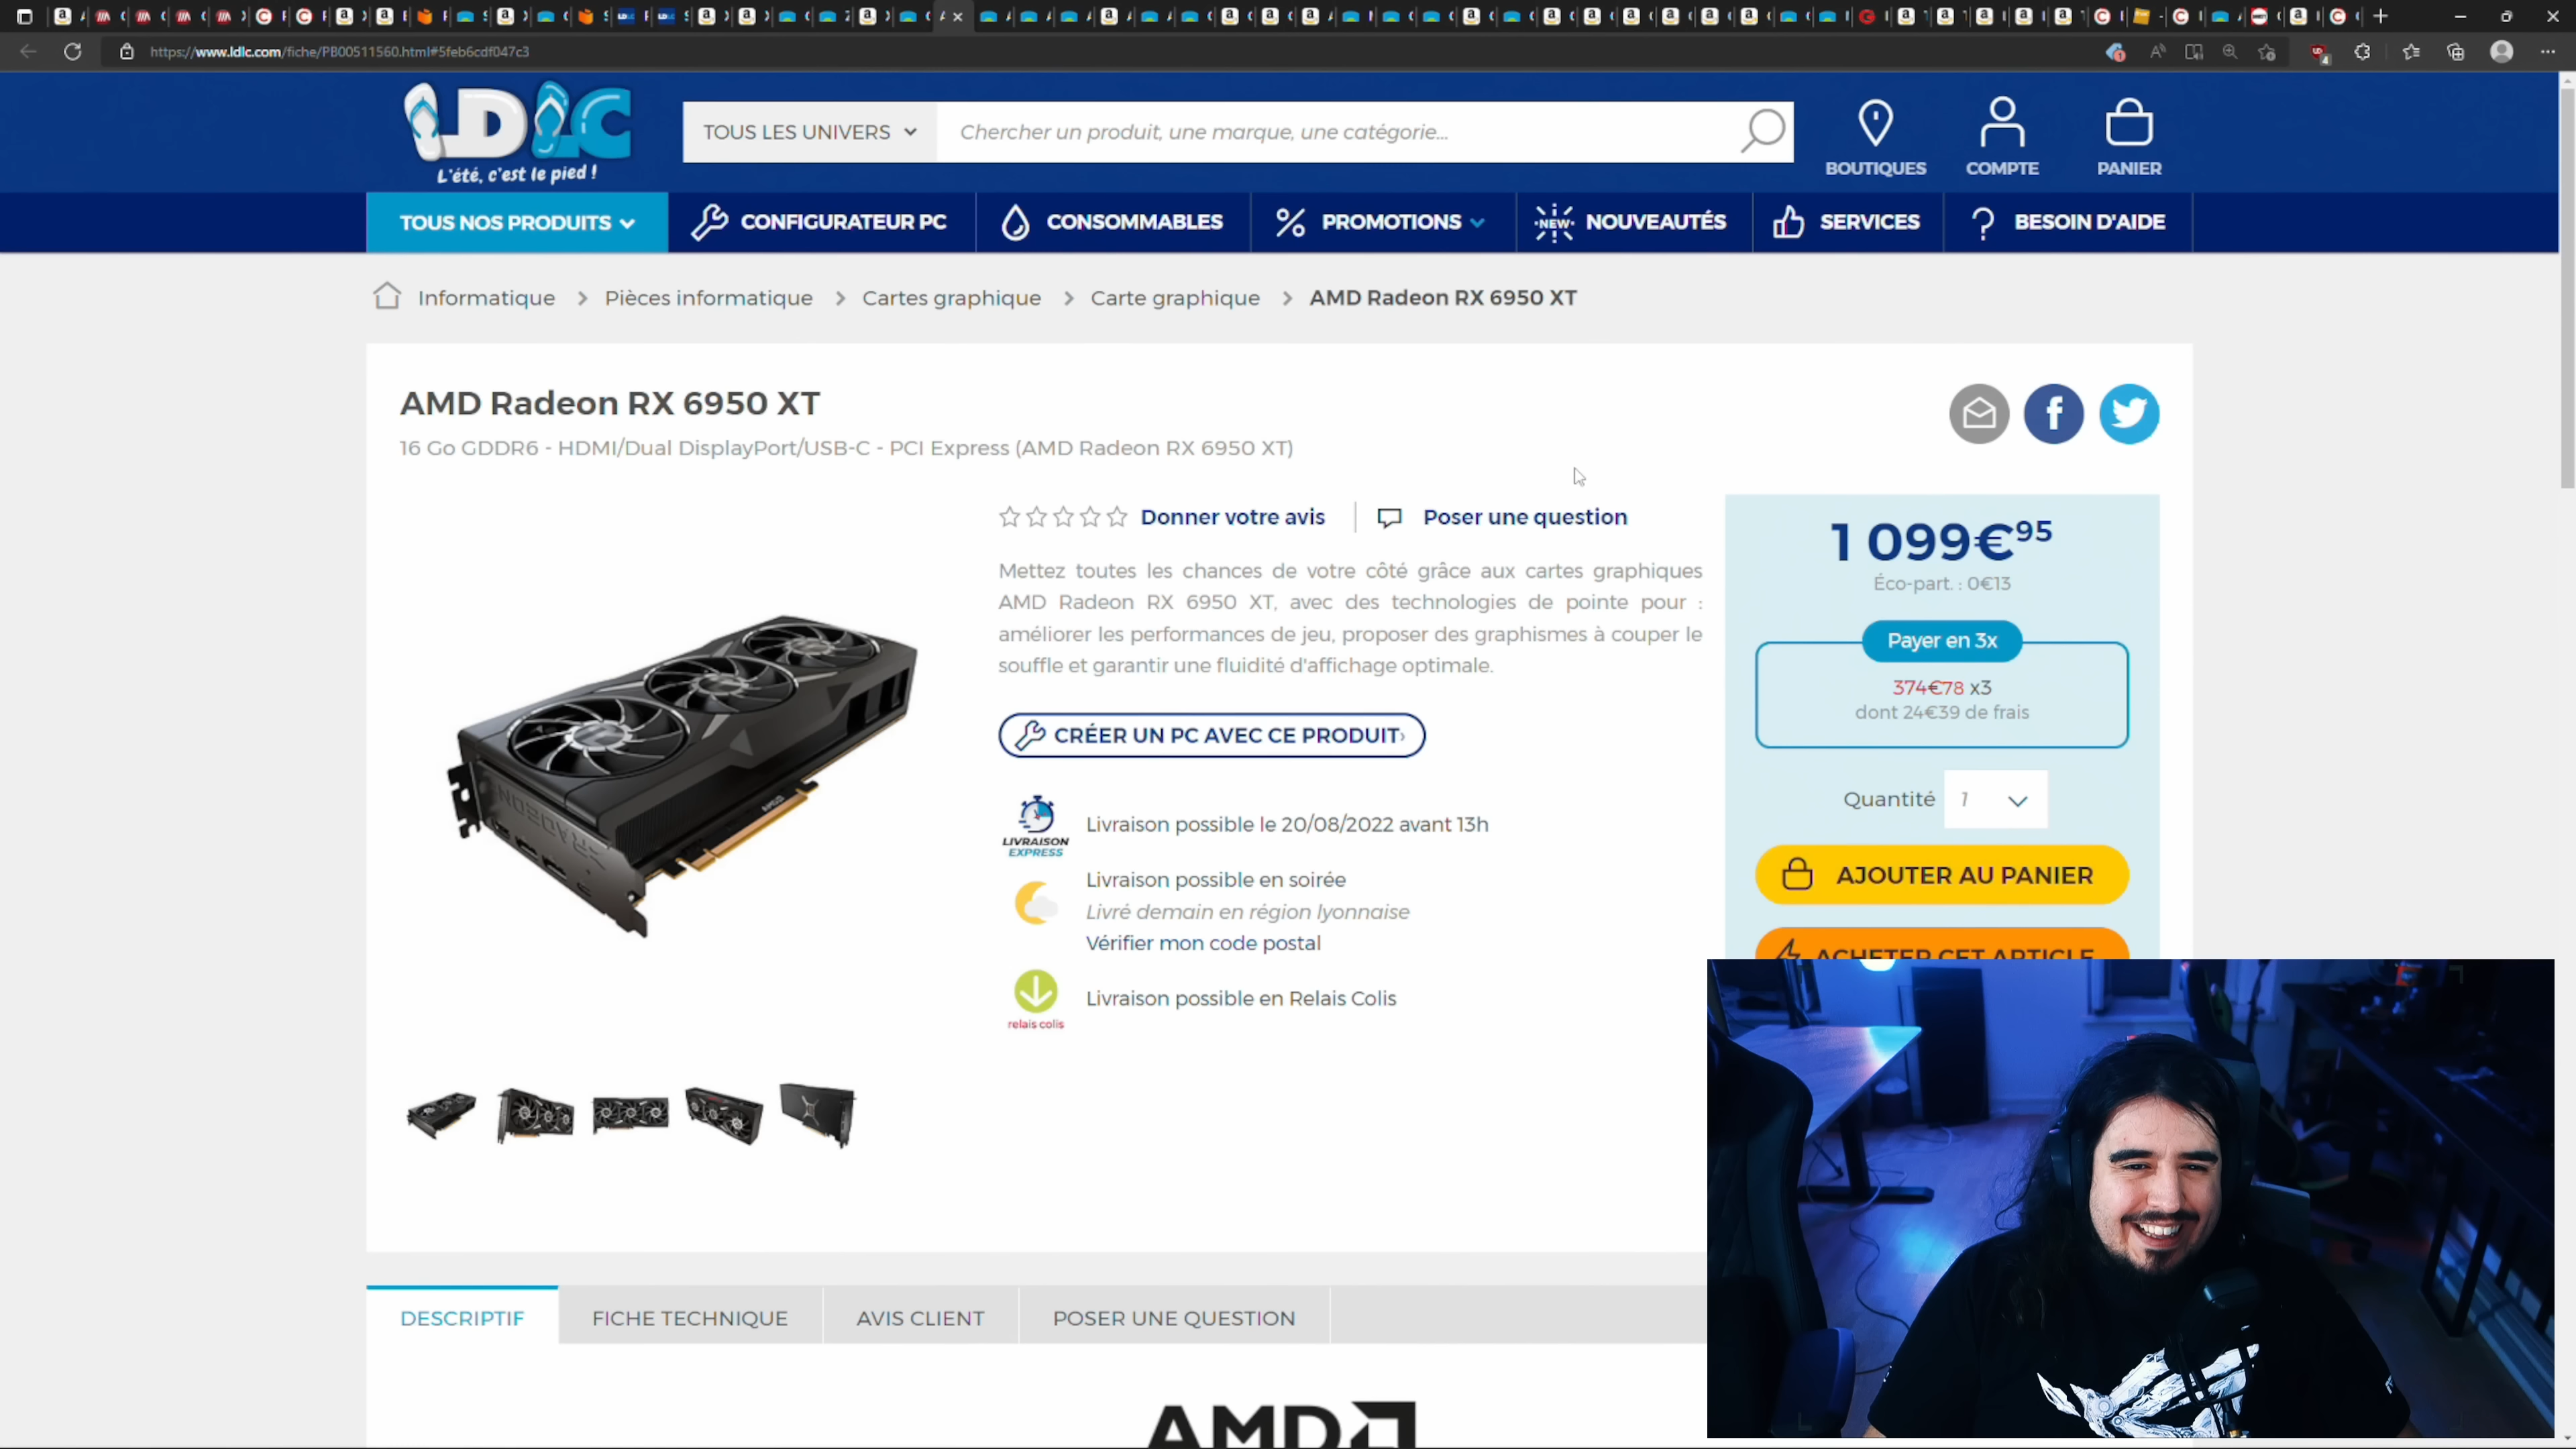 https://www.ldlc.com/fiche/PB00511560.html#5feb6cdf047c3
LDLC
L'été, c'est le pied !
TOUS LES UNIVERS
Chercher un produit, une marque, une catégorie...
BOUTIQUES
COMPTE
PANIER
TOUS NOS PRODUITS
CONFIGURATEUR PC
CONSOMMABLES
PROMOTIONS
NEW
NOUVEAUTÉS
SERVICES
BESOIN D'AIDE
Informatique > Pièces informatique > Cartes graphique > Carte graphique > AMD Radeon RX 6950 XT
AMD Radeon RX 6950 XT
16 Go GDDR6 - HDMI/Dual DisplayPort/USB-C - PCI Express (AMD Radeon RX 6950 XT)
Donner votre avis
Poser une question
Mettez toutes les chances de votre côté grâce aux cartes graphiques
AMD Radeon RX 6950 XT, avec des technologies de pointe pour :
améliorer les performances de jeu, proposer des graphismes à couper le
souffle et garantir une fluidité d'affichage optimale.
CRÉER UN PC AVEC CE PRODUIT›
LIVRAISON
EXPRESS
Livraison possible le 20/08/2022 avant 13h
Livraison possible en soirée
Livré demain en région lyonnaise
Vérifier mon code postal
relais colis
Livraison possible en Relais Colis
1 099€95
Éco-part. : 0€13
Payer en 3x
374€78 x3
dont 24€39 de frais
Quantité 1
AJOUTER AU PANIER
ACHETER CET ARTICLE
RADEON
AMD
DESCRIPTIF
FICHE TECHNIQUE
AVIS CLIENT
POSER UNE QUESTION
AMD